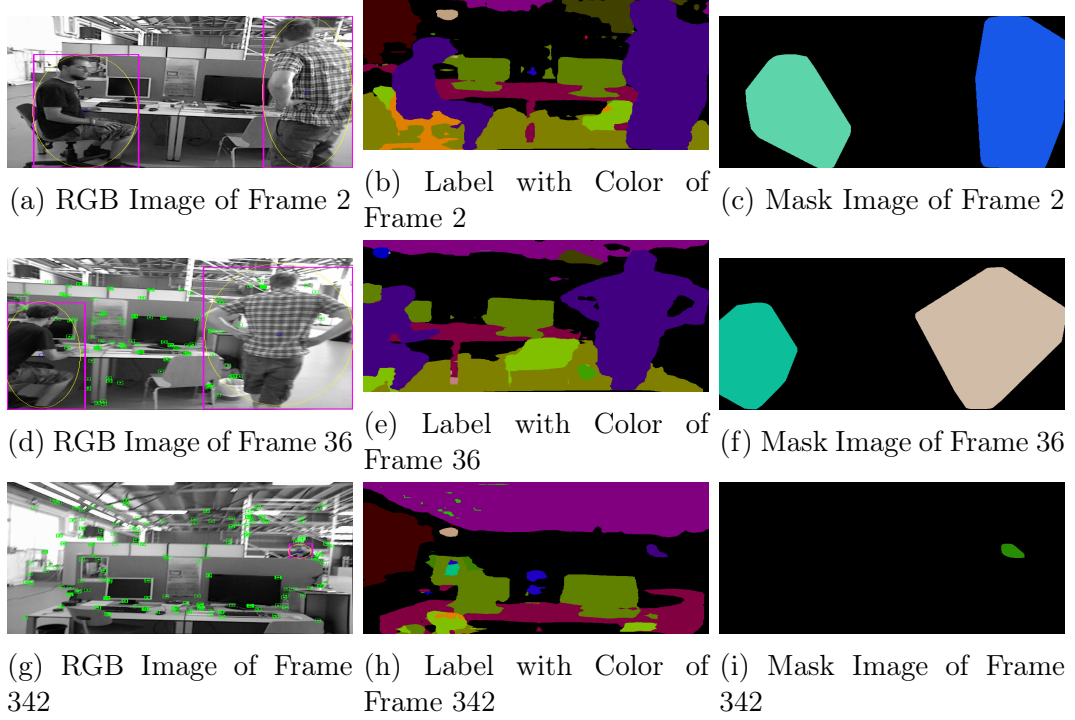 (a) RGB Image of Frame 2
(b) Label with Color of
Frame 2
(c) Mask Image of Frame 2
(d) RGB Image of Frame 36
(e) Label with Color of
Frame 36
(f) Mask Image of Frame 36
(g) RGB Image of Frame
342
(h) Label with Color of
Frame 342
(i) Mask Image of Frame
342